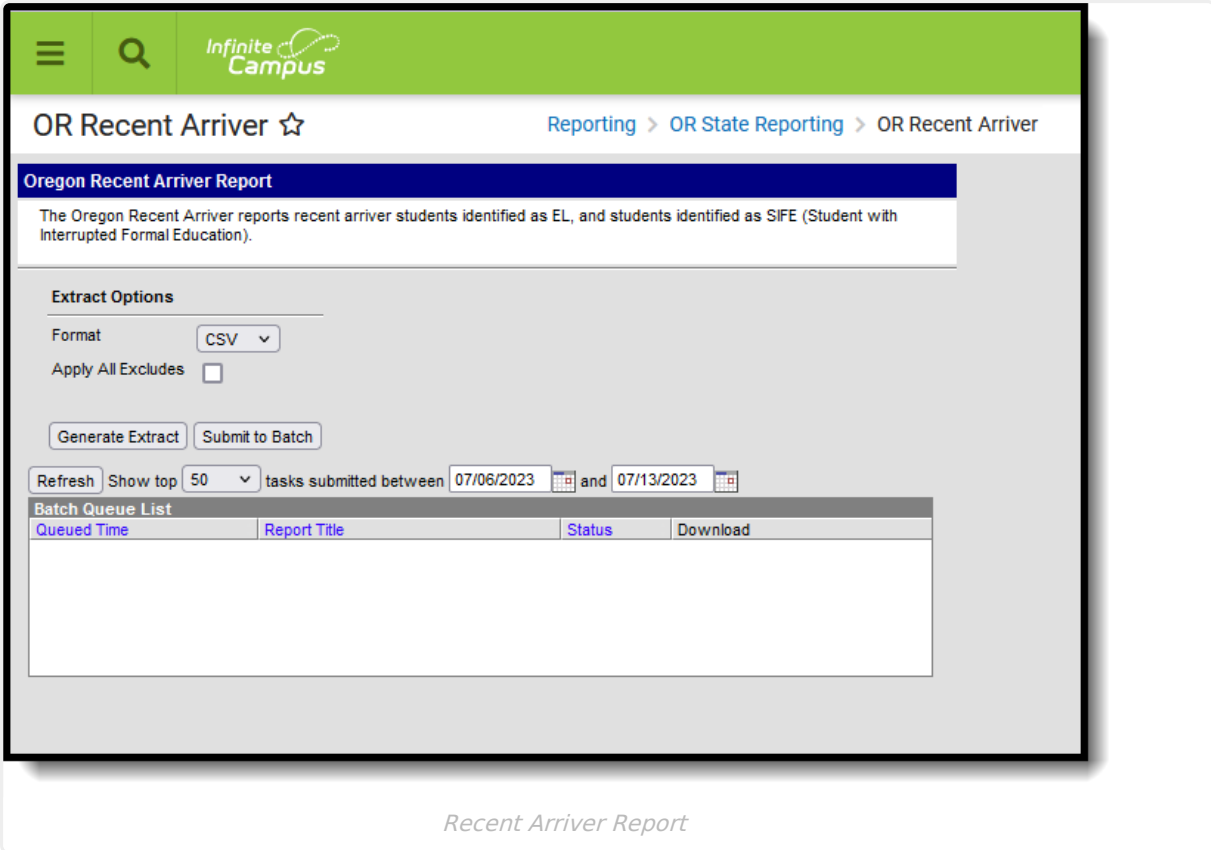 Infinite
Campus
OR Recent Arriver
Reporting > OR State Reporting > OR Recent Arriver
Oregon Recent Arriver Report
The Oregon Recent Arriver reports recent arriver students identified as EL, and students identified as SIFE (Student with
Interrupted Formal Education).
Extract Options
Format CSV
Apply All Excludes
Generate Extract Submit to Batch
Refresh Show top 50 tasks submitted between 07/06/2023 and 07/13/2023
Batch Queue List
Queued Time Report Title Status Download
Recent Arriver Report